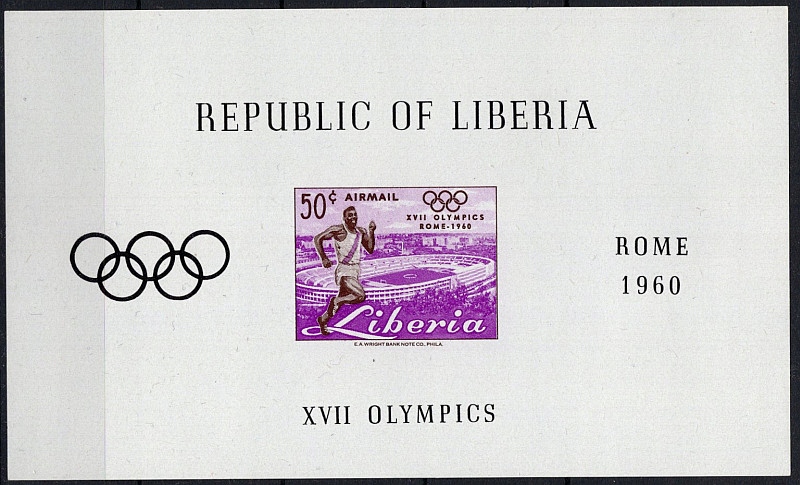 REPUBLIC OF LIBERIA
50¢ AIRMAIL
XVII OLYMPICS
ROME-1960
Liberia
E.A. WRIGHT BANK NOTE CO., PHILA.
ROME
1960
XVII OLYMPICS